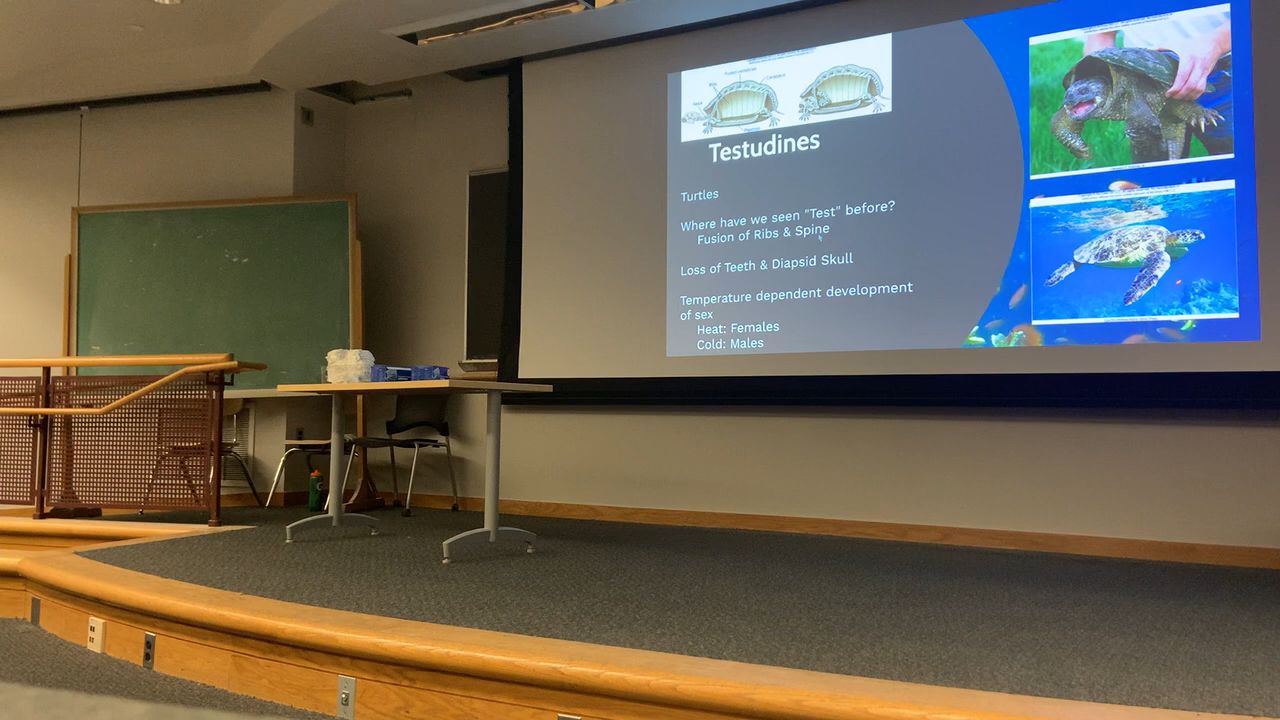 Testudines
Turtles
Where have we seen "Test" before?
Fusion of Ribs & Spine
Loss of Teeth & Diapsid Skull
Temperature dependent development
of sex
Heat: Females
Cold: Males